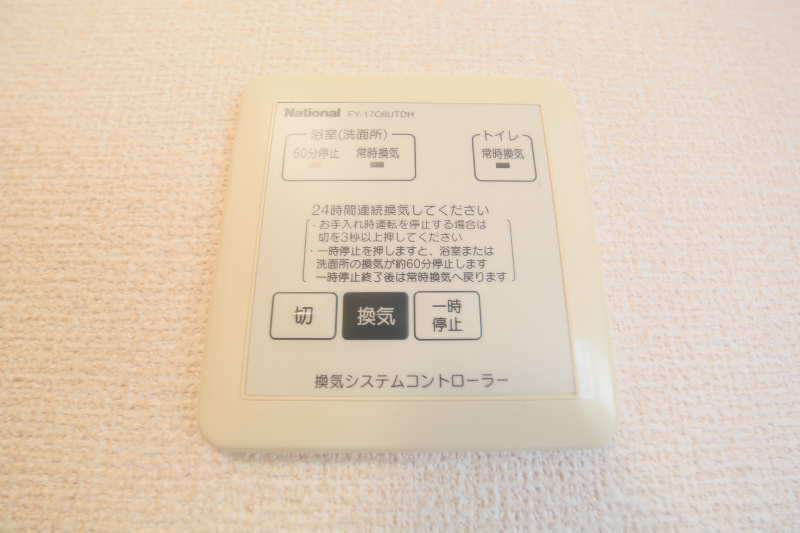 National FY-17C6UTDH
浴室(洗面所)
トイレ
60分停止 常時換気
常時換気
24時間連続換気してください
・お手入れ時運転を停止する場合は
切を3秒以上押してください
・一時停止を押しますと、浴室または
洗面所の換気が約60分停止します
一時停止終了後は常時換気へ戻ります
切
換気
一時
停止
換気システムコントローラー